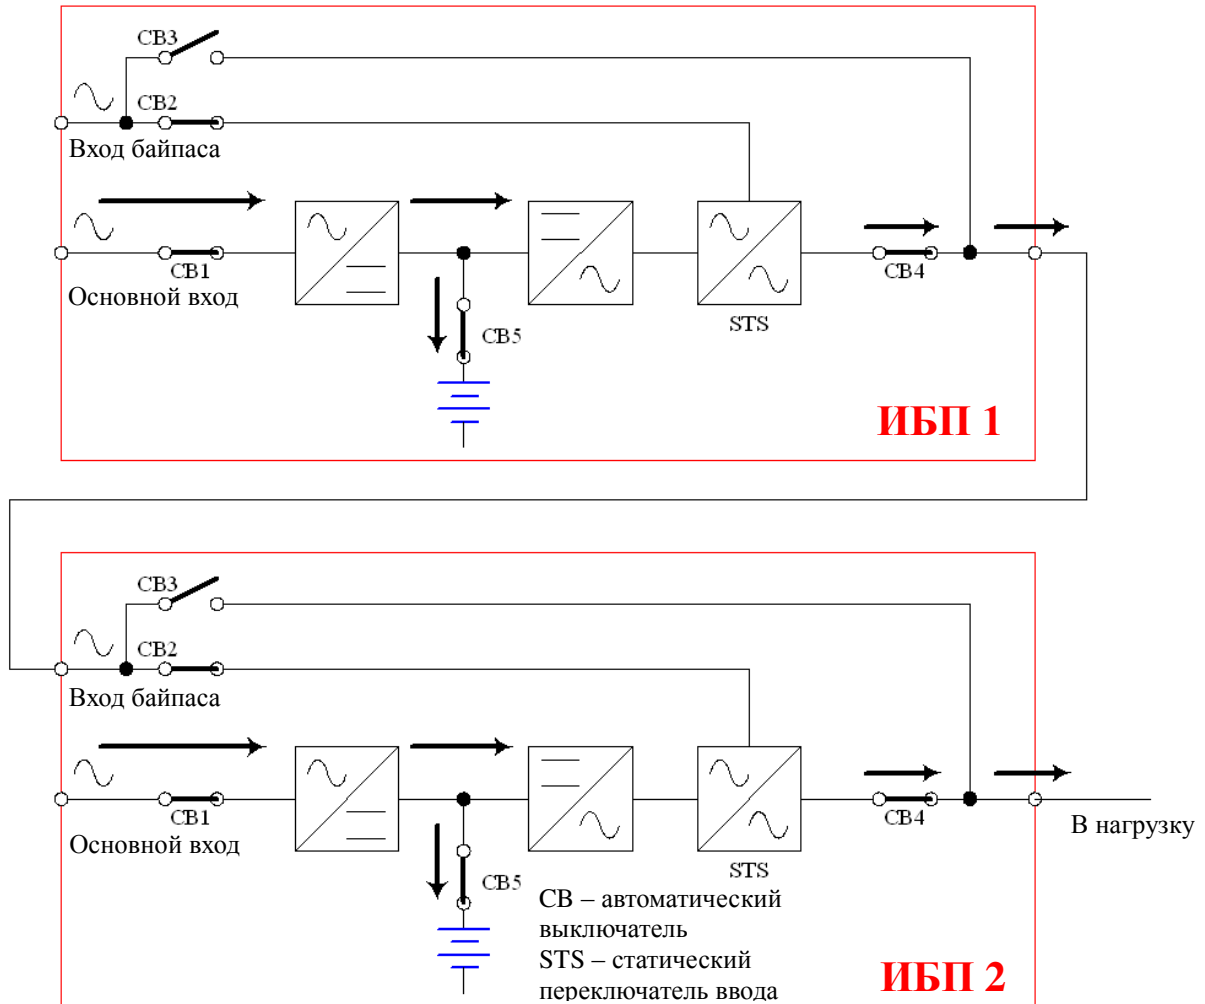 CB3
CB2
Вход байпаса
CB1
Основной вход
CB5
STS
CB4
ИБП 1
CB3
CB2
Вход байпаса
CB1
Основной вход
CB5
STS
CB4
В нагрузку
СВ – автоматический
выключатель
STS – статический
переключатель ввода
ИБП 2